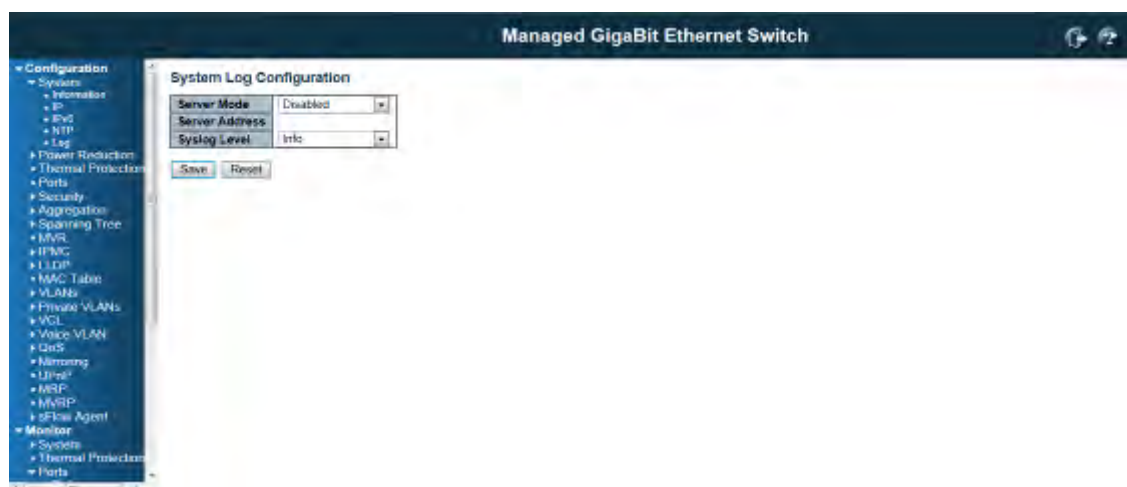 Managed GigaBit Ethernet Switch
Configuration
System
Information
IP
IPv6
NTP
Log
Power Reduction
Thermal Protection
Ports
Security
Aggregation
Spanning Tree
MVR
IPMC
LLDP
MAC Table
VLANs
Private VLANs
VCL
Voice VLAN
QoS
Mirroring
UPnP
MRP
MVRP
sFlow Agent
Monitor
System
Thermal Protection
Ports
System Log Configuration
Server Mode Disabled
Server Address
Syslog Level Info
Save Reset